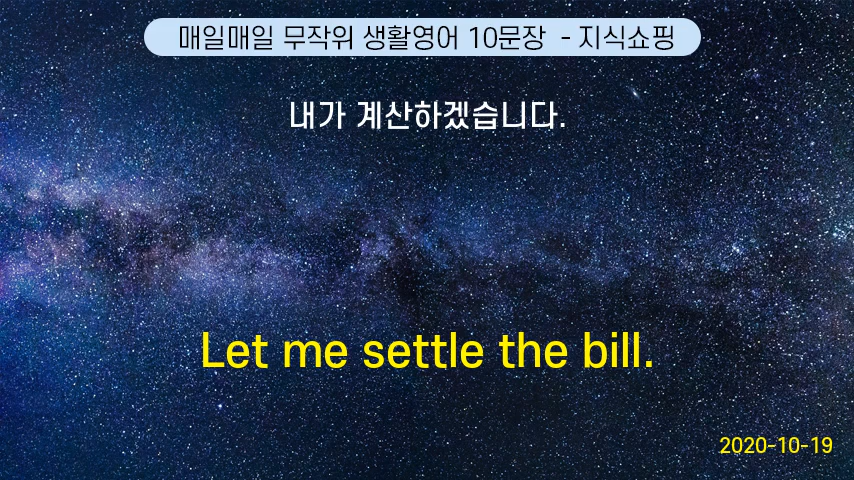 매일매일 무작위 생활영어 10문장 - 지식쇼핑
내가 계산하겠습니다.
Let me settle the bill.
2020-10-19